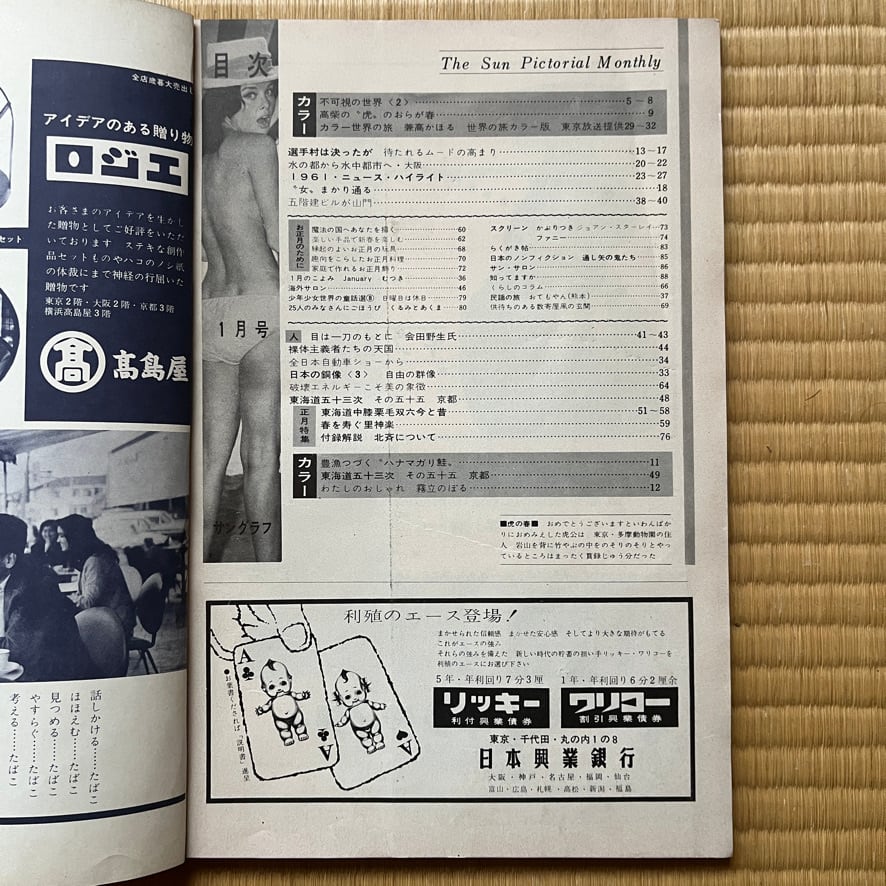 全店歳暮大売出し
アイデアのある贈り物
ロジエ
お客さまのアイデアを生かし
た贈物としてご好評をいただ
いております ステキな創作
品セットものやハコのノシ紙
の体裁にまで神経の行届いた
贈物です
東京2階・大阪2階・京都3階
横浜高島屋3階
セット
髙島屋
話しかける……たばこ
ほほえむ……たばこ
見つめる……たばこ
やすらぐ……たばこ
考える……たばこ
目次
1月号
サングラフ
The Sun Pictorial Monthly
カラー
不可視の世界〈2〉 5~8
高柴の〝虎〟のおらが春 9
カラー世界の旅 兼高かほる 世界の旅カラー版 東京放送提供 29~32
選手村は決ったが 待たれるムードの高まり 13~17
水の都から水中都市へ・大阪 20~22
1961・ニュース・ハイライト 23~27
〝女〟まかり通る 18
五階建ビルが山門 38~40
お正月のために
魔法の国へあなたを招く 60
楽しい手品で新春を楽しむ 62
縁起のよいお正月の玩具 68
趣向をこらしたお正月料理 70
家庭で作れるお正月飾り 72
1月のこよみ January むつき 36
海外サロン 46
少年少女世界の童話選⑧ 日曜日は休日 79
25人のみなさんにごほうび くるみとあくま 80
スクリーン かぶりつき ジョアン・スターレイ 73
ファニー 74
らくがき帖 83
日本のノンフィクション 通し矢の鬼たち 85
サン・サロン 86
知ってますか 88
くらしのコラム 66
民謡の旅 おてもやん(熊本) 37
供待ちのある数寄屋風の玄関 69
人 目は一刀のもとに 会田野生氏 41~43
裸体主義者たちの天国 44
全日本自動車ショーから 34
日本の銅像〈3〉 自由の群像 33
破壊エネルギーこそ美の象徴 64
東海道五十三次 その五十五 京都 48
正月特集
東海道中膝栗毛双六今と昔 51~58
春を寿ぐ里神楽 59
付録解説 北斉について 76
カラー
豊漁つづく〝ハナマガリ鮭〟 11
東海道五十三次 その五十五 京都 49
わたしのおしゃれ 霧立のぼる 12
■虎の春■ おめでとうございますといわんばか
りにおめみえした虎公は 東京・多摩動物園の住
人 岩山を背に竹やぶの中をのそりのそりとやっ
ているところはまったく貫録じゅう分だった
利殖のエース登場!
まかせられた信頼感 まかせた安心感 そしてより大きな期待がもてる
これがエースの強み
それらの強みを備えた 新しい時代の貯蓄の担い手リッキー・ワリコーを
利殖のエースにお選び下さい
5年・年利回り7分3厘
1年・年利回り6分2厘余
リッキー
利付興業債券
ワリコー
割引興業債券
東京・千代田・丸の内1の8
日本興業銀行
大阪・神戸・名古屋・福岡・仙台
富山・広島・札幌・高松・新潟・福島
●お葉書くだされば「説明書」進呈
A
A
A